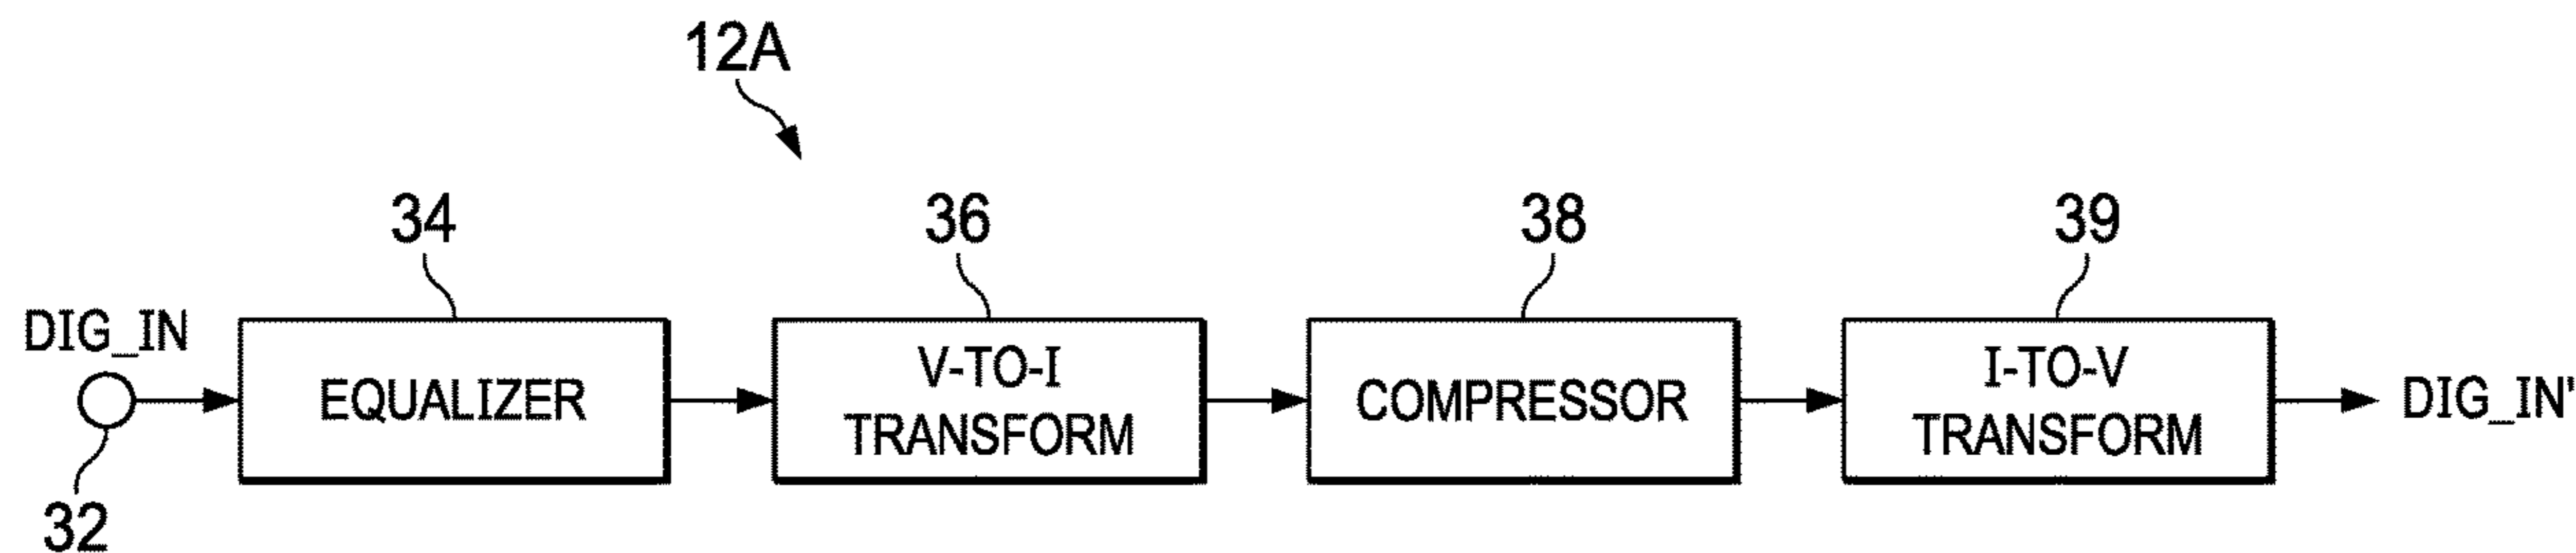 12A
34
36
38
39
DIG_IN
EQUALIZER
V-TO-I
TRANSFORM
COMPRESSOR
I-TO-V
TRANSFORM
DIG_IN'
32